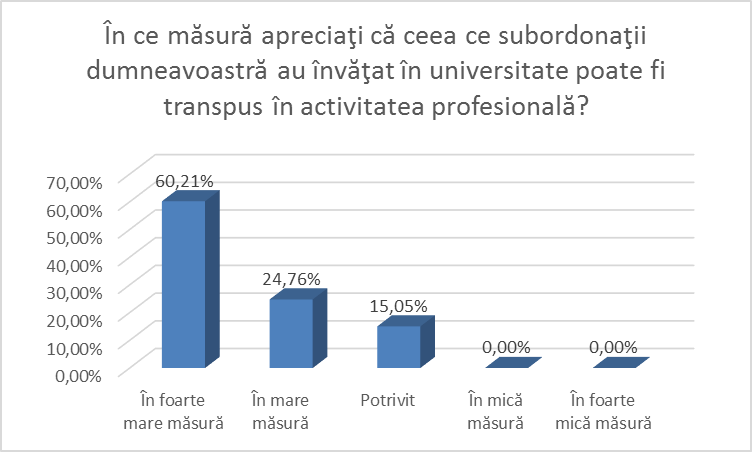 În ce măsură apreciaţi că ceea ce subordonaţii
dumneavoastră au învăţat în universitate poate fi
transpus în activitatea profesională?
70,00%
60,00%
50,00%
40,00%
30,00%
20,00%
10,00%
0,00%
60,21%
24,76%
15,05%
0,00%
0,00%
În foarte
mare măsură
În mare
măsură
Potrivit
În mică
măsură
În foarte
mică măsură